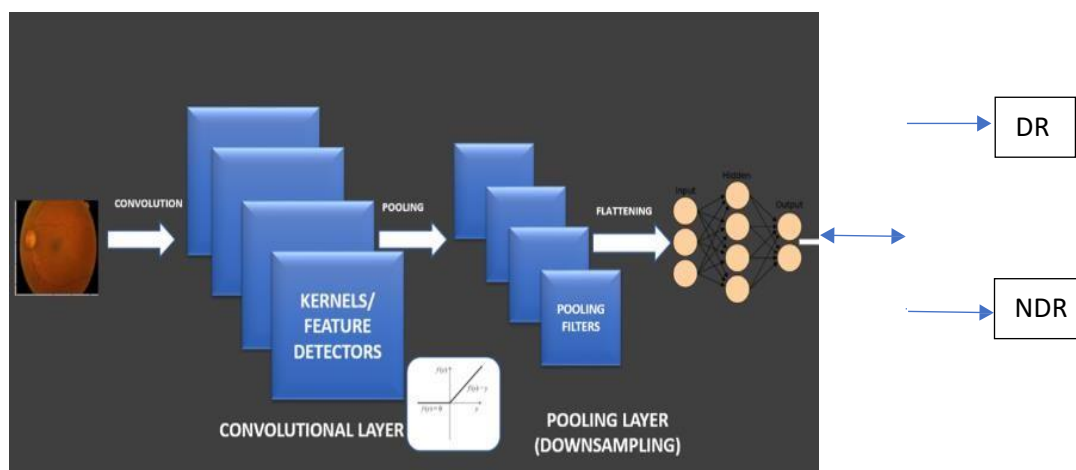 CONVOLUTION
KERNELS/
FEATURE
DETECTORS
CONVOLUTIONAL LAYER
POOLING
POOLING
FILTERS
POOLING LAYER
(DOWNSAMPLING)
FLATTENING
Input
Hidden
Output
DR
NDR